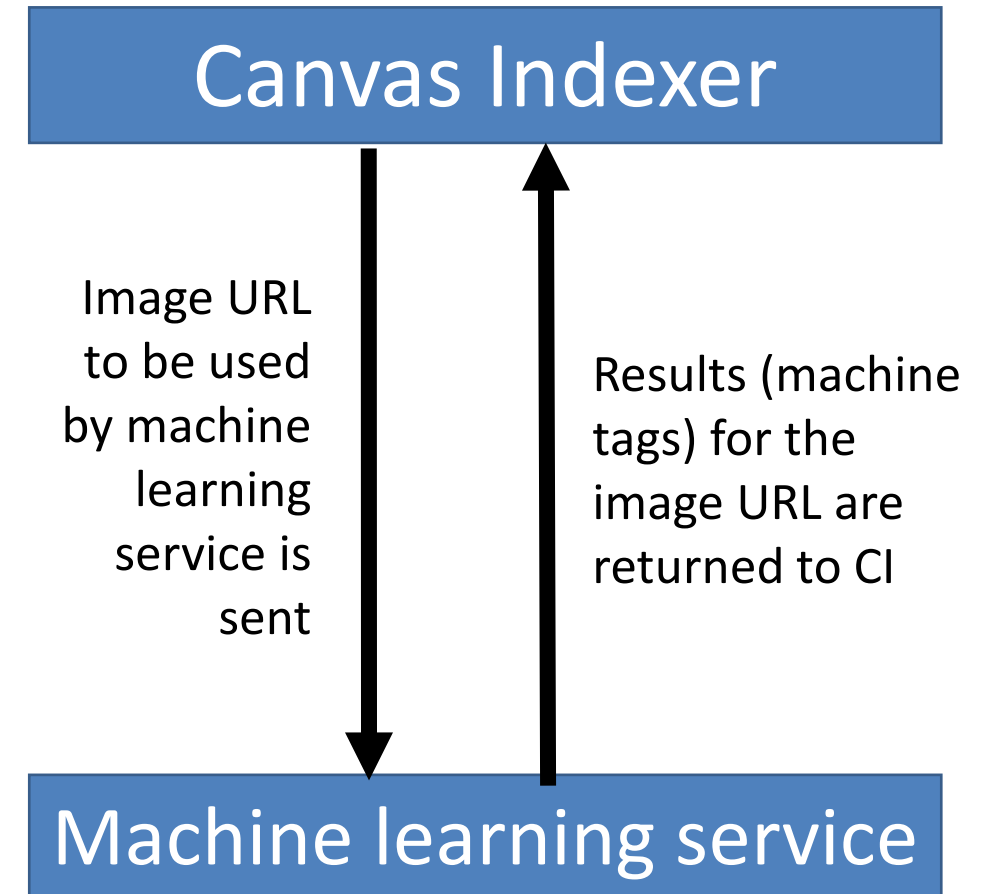 Canvas Indexer
Image URL
to be used
by machine
learning
service is
sent
Results (machine
tags) for the
image URL are
returned to CI
Machine learning service